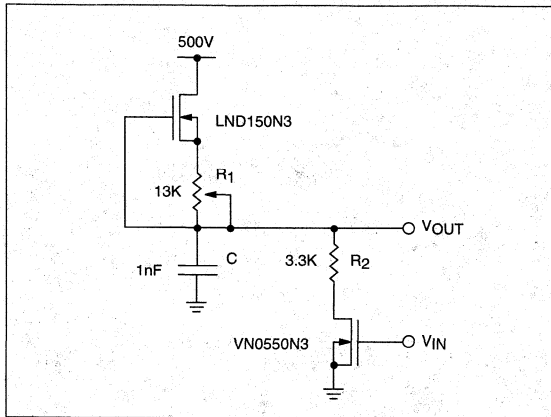 500V
LND150N3
R1
13K
VOUT
C
1nF
3.3K
R2
VN0550N3
VIN